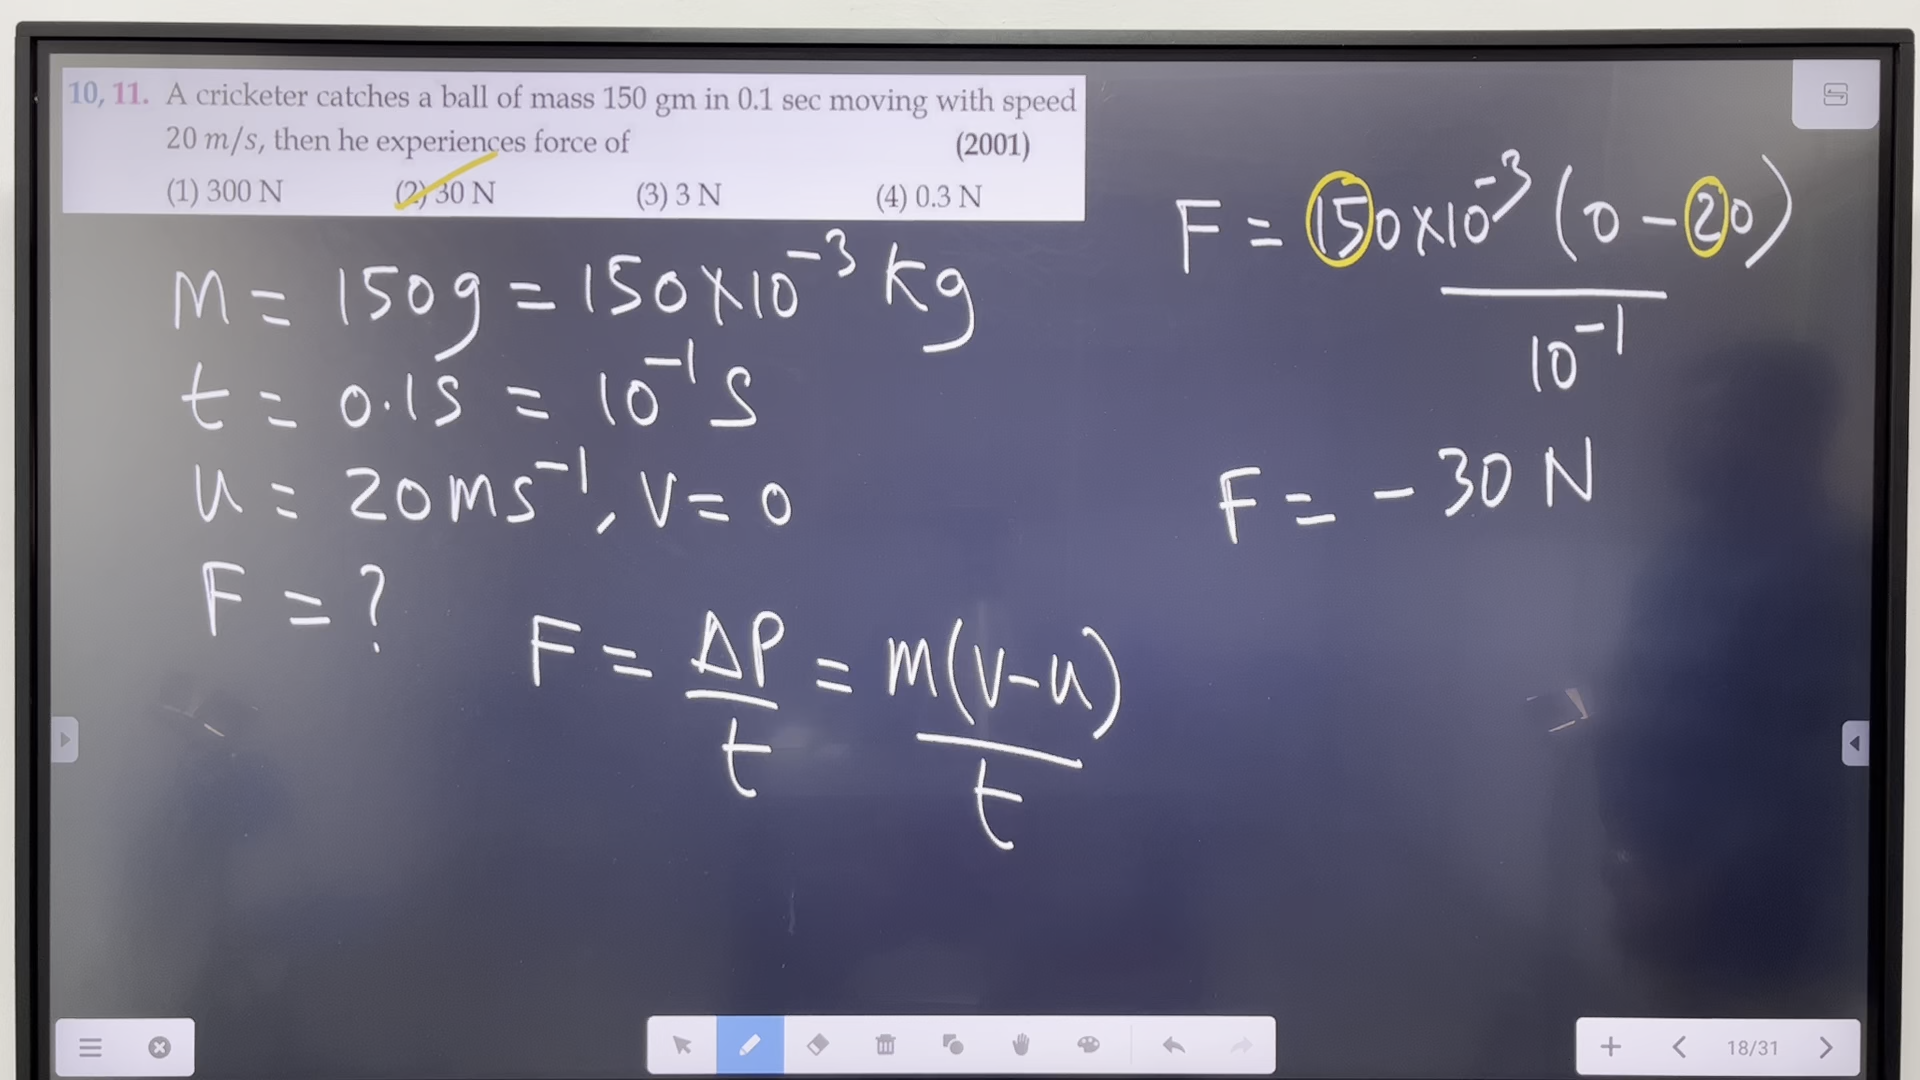 10, 11. A cricketer catches a ball of mass 150 gm in 0.1 sec moving with speed
20 m/s, then he experiences force of (2001)
(1) 300 N (2) 30 N (3) 3 N (4) 0.3 N
M = 150g = 150×10⁻³ kg
t = 0.1s = 10⁻¹ s
u = 20ms⁻¹, v = 0
F = ?
F = ΔP/t = m(v-u)/t
F = 150×10⁻³ (0-20)/10⁻¹
F = -30 N
18/31